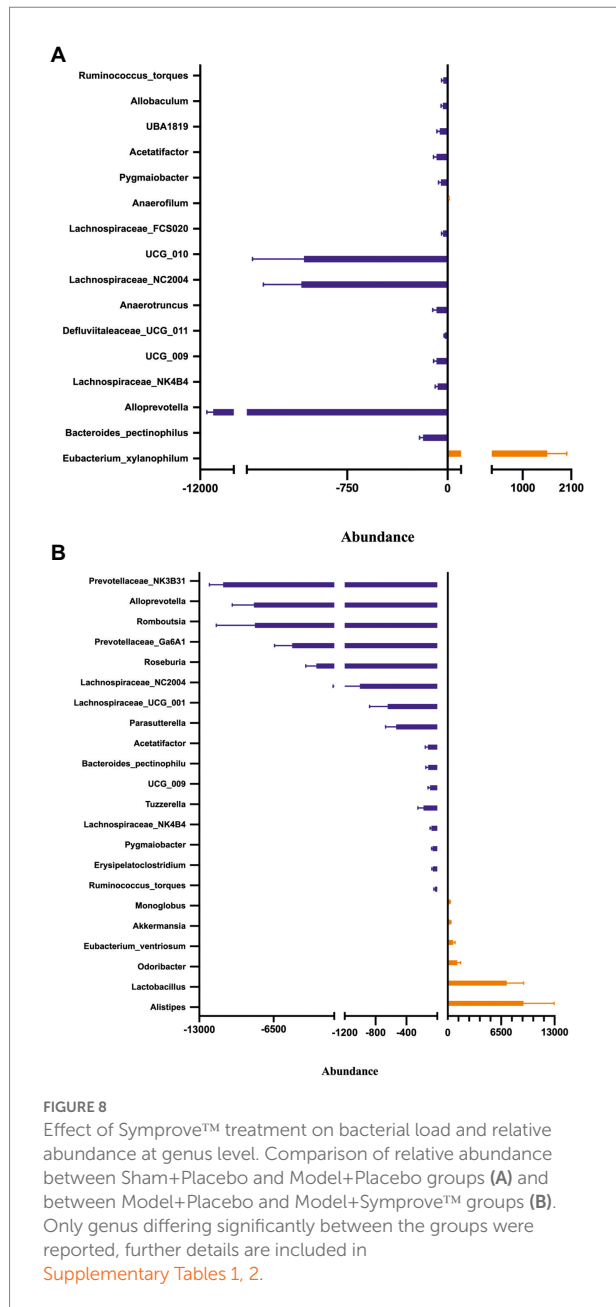 A
Ruminococcus_torques
Allobaculum
UBA1819
Acetatifactor
Pygmaiobacter
Anaerofilum
Lachnospiraceae_FCS020
UCG_010
Lachnospiraceae_NC2004
Anaerotruncus
Defluviitaleaceae_UCG_011
UCG_009
Lachnospiraceae_NK4B4
Alloprevotella
Bacteroides_pectinophilus
Eubacterium_xylanophilum
-12000 -750 0 1000 2100
Abundance
B
Prevotellaceae_NK3B31
Alloprevotella
Romboutsia
Prevotellaceae_Ga6A1
Roseburia
Lachnospiraceae_NC2004
Lachnospiraceae_UCG_001
Parasutterella
Acetatifactor
Bacteroides_pectinophilu
UCG_009
Tuzzerella
Lachnospiraceae_NK4B4
Pygmaiobacter
Erysipelatoclostridium
Ruminococcus_torques
Monoglobus
Akkermansia
Eubacterium_ventriosum
Odoribacter
Lactobacillus
Alistipes
-13000 -6500 -1200 -800 -400 0 6500 13000
Abundance
FIGURE 8
Effect of Symprove™ treatment on bacterial load and relative
abundance at genus level. Comparison of relative abundance
between Sham+Placebo and Model+Placebo groups (A) and
between Model+Placebo and Model+Symprove™ groups (B).
Only genus differing significantly between the groups were
reported, further details are included in
Supplementary Tables 1, 2.